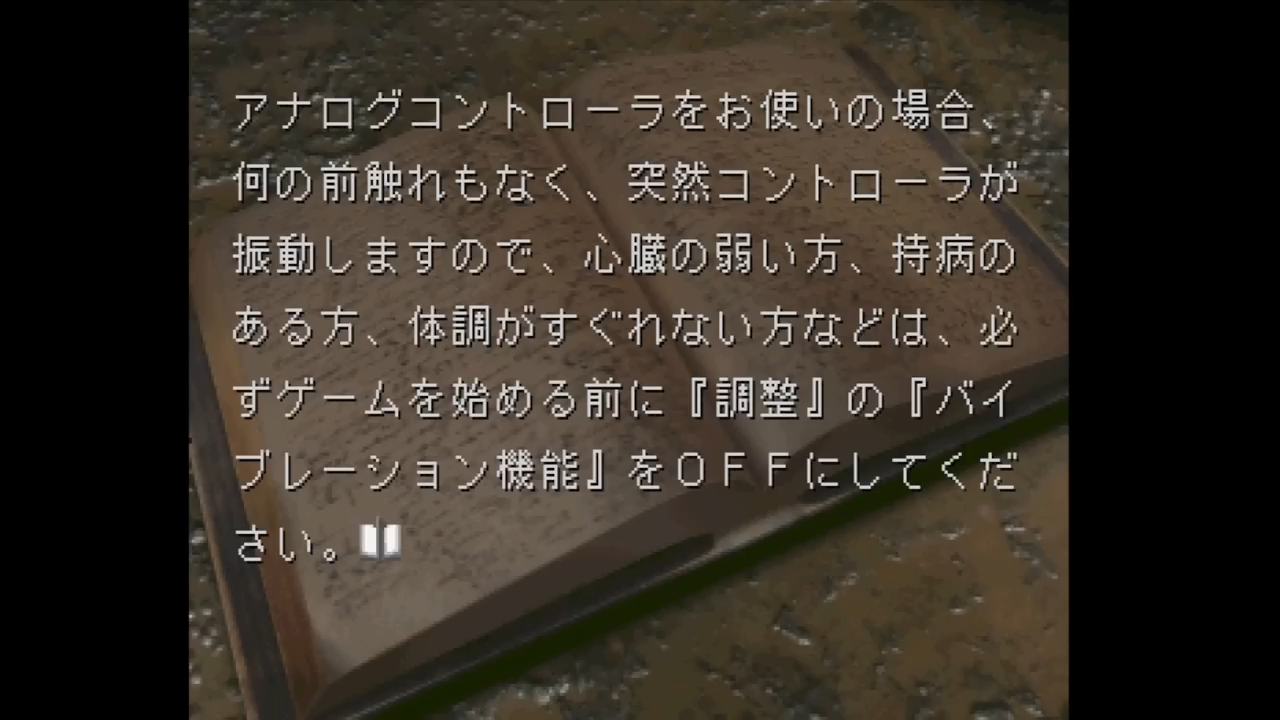 アナログコントローラをお使いの場合、
何の前触れもなく、突然コントローラが
振動しますので、心臓の弱い方、持病の
ある方、体調がすぐれない方などは、必
ずゲームを始める前に『調整』の『バイ
ブレーション機能』をＯＦＦにしてくだ
さい。